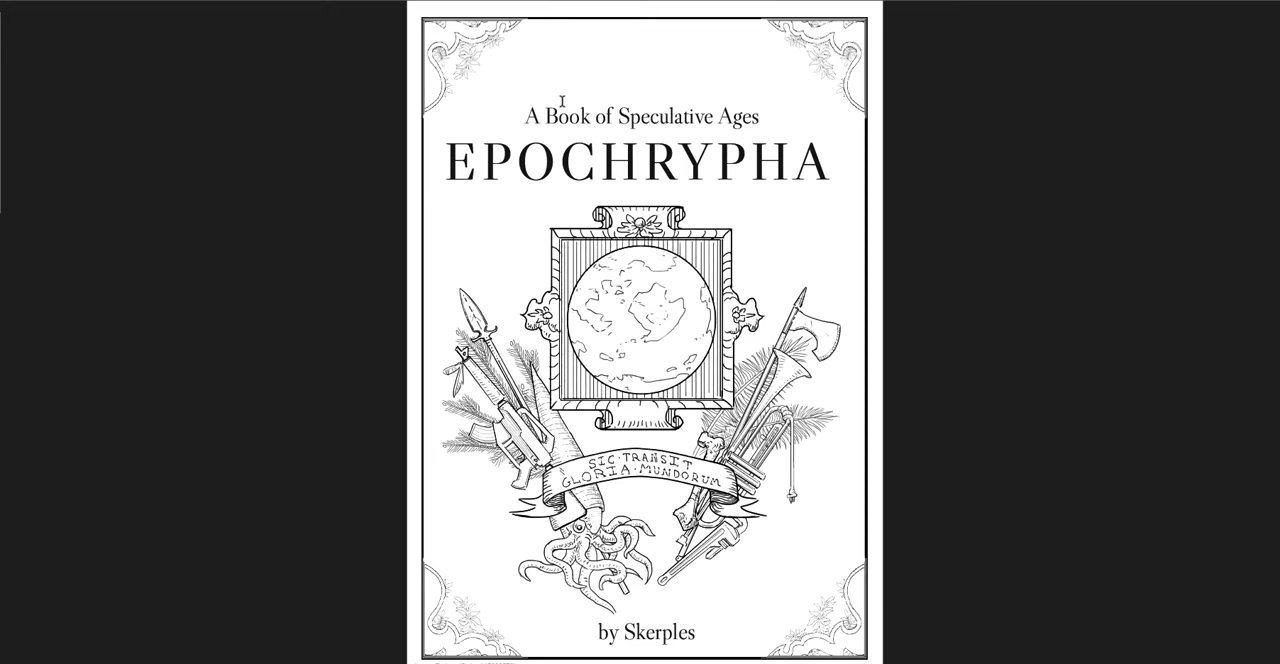 A Book of Speculative Ages
EPOCHRYPHA
SIC·TRANSIT
GLORIA·MUNDORUM
by Skerples